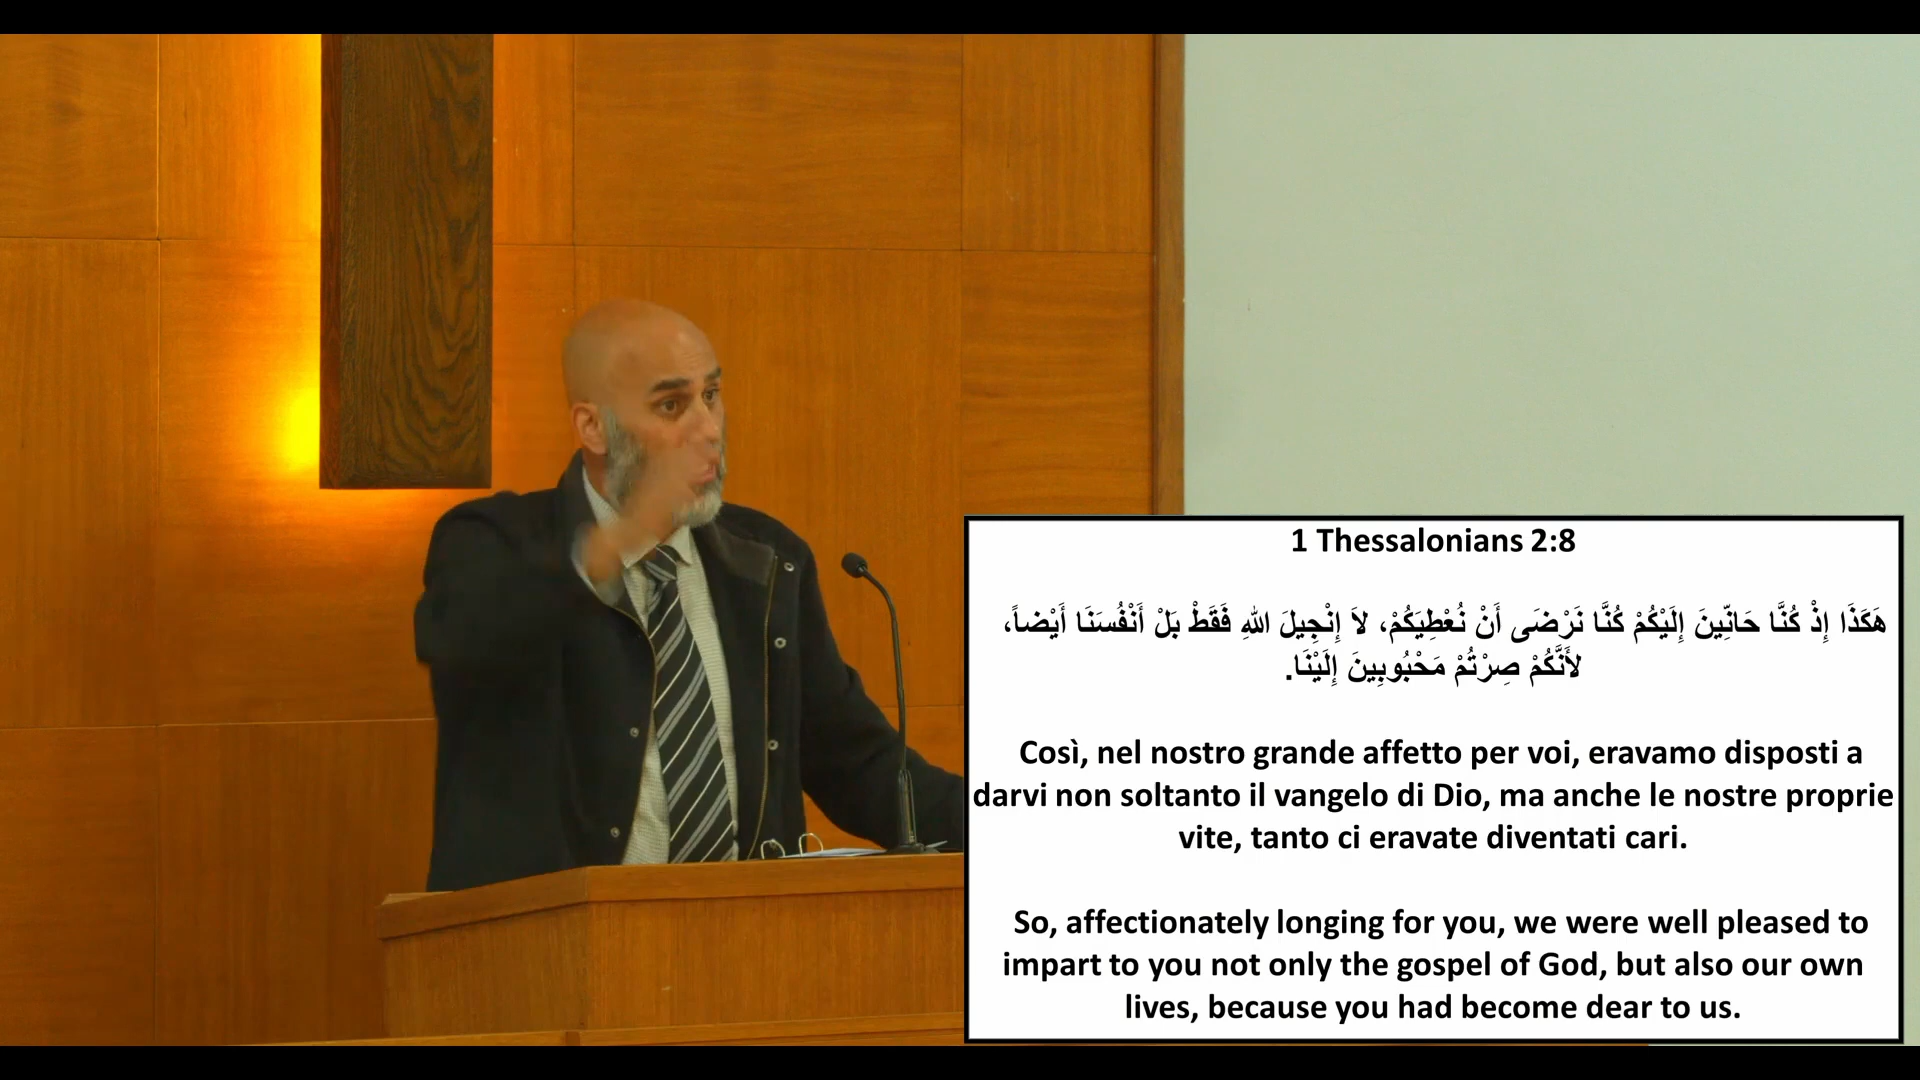 1 Thessalonians 2:8
هَكَذَا إِذْ كُنَّا حَانِّينَ إِلَيْكُمْ كُنَّا نَرْضَى أَنْ نُعْطِيَكُمْ، لاَ إِنْجِيلَ اللهِ فَقَطْ بَلْ أَنْفُسَنَا أَيْضاً،
لأَنَّكُمْ صِرْتُمْ مَحْبُوبِينَ إِلَيْنَا.
Così, nel nostro grande affetto per voi, eravamo disposti a
darvi non soltanto il vangelo di Dio, ma anche le nostre proprie
vite, tanto ci eravate diventati cari.
So, affectionately longing for you, we were well pleased to
impart to you not only the gospel of God, but also our own
lives, because you had become dear to us.